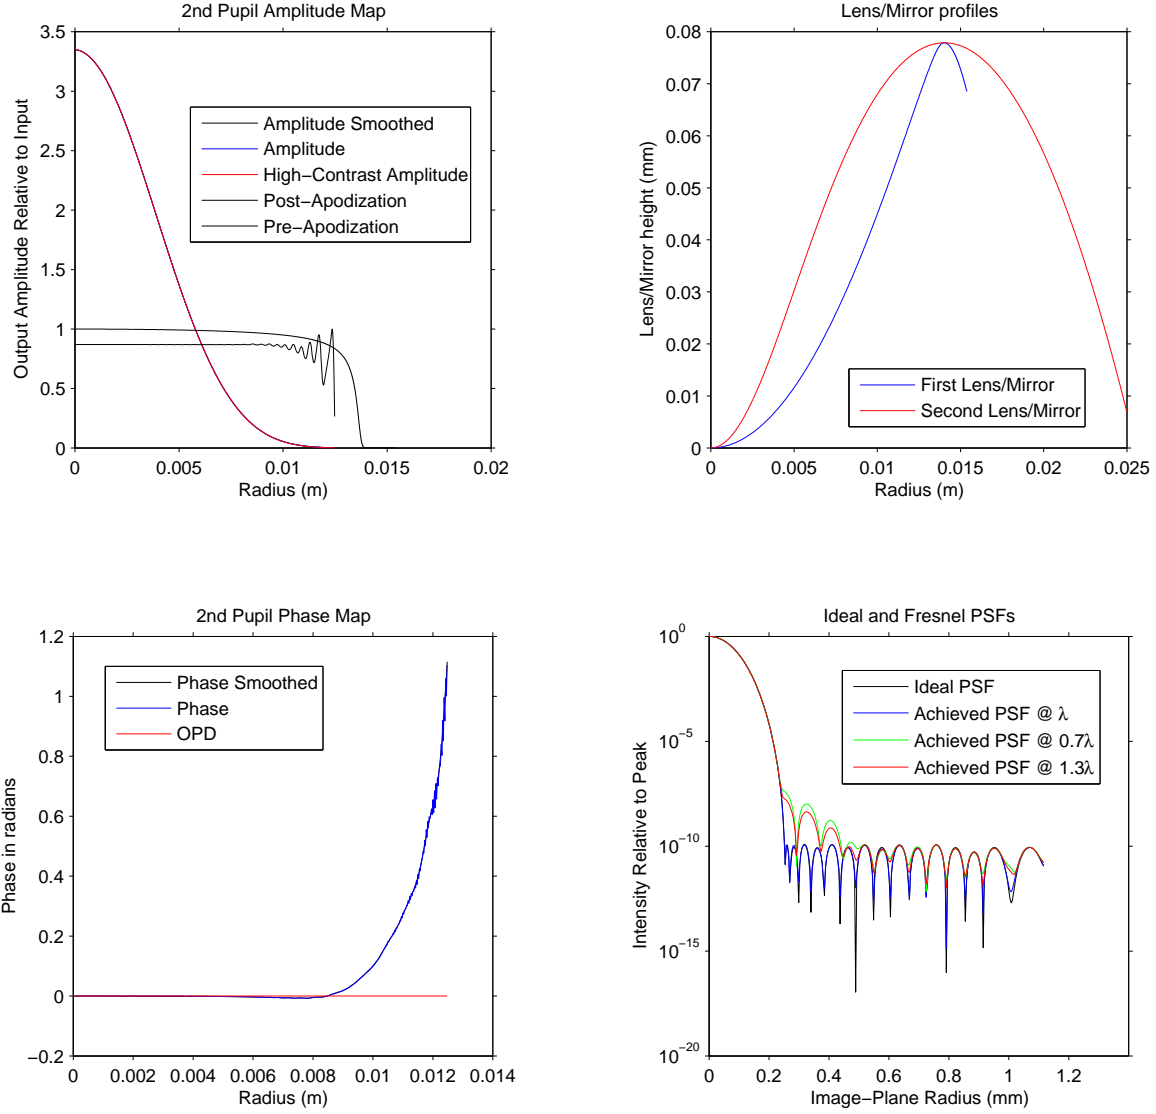 2nd Pupil Amplitude Map
3.5
3
2.5
2
1.5
1
0.5
0
Output Amplitude Relative to Input
Amplitude Smoothed
Amplitude
High−Contrast Amplitude
Post−Apodization
Pre−Apodization
0 0.005 0.01 0.015 0.02
Radius (m)
Lens/Mirror profiles
0.08
0.07
0.06
0.05
0.04
0.03
0.02
0.01
0
Lens/Mirror height (mm)
First Lens/Mirror
Second Lens/Mirror
0 0.005 0.01 0.015 0.02 0.025
Radius (m)
2nd Pupil Phase Map
1.2
1
0.8
0.6
0.4
0.2
0
−0.2
Phase in radians
Phase Smoothed
Phase
OPD
0 0.002 0.004 0.006 0.008 0.01 0.012 0.014
Radius (m)
Ideal and Fresnel PSFs
10^0
10^−5
10^−10
10^−15
10^−20
Intensity Relative to Peak
Ideal PSF
Achieved PSF @ λ
Achieved PSF @ 0.7λ
Achieved PSF @ 1.3λ
0 0.2 0.4 0.6 0.8 1 1.2
Image−Plane Radius (mm)